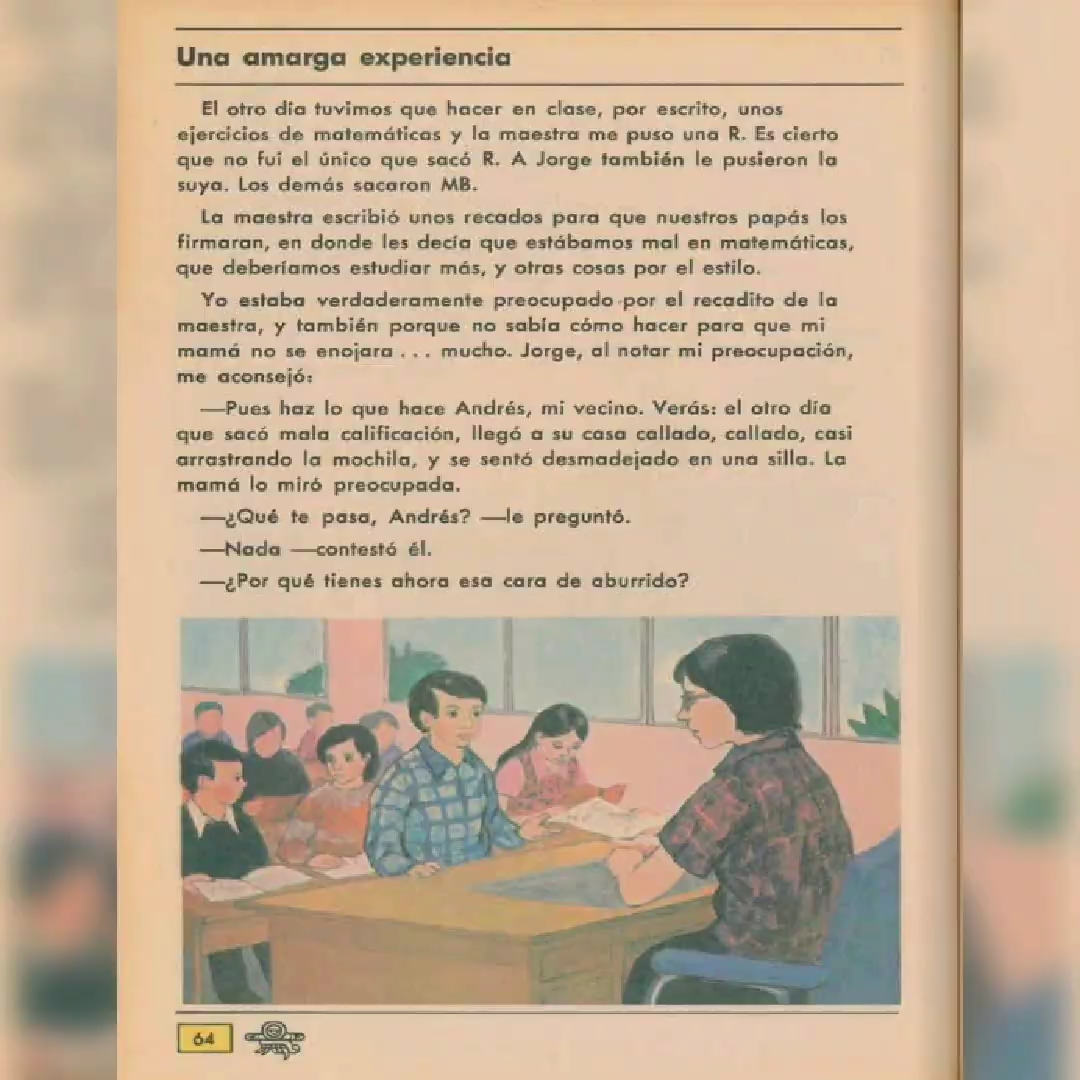 Una amarga experiencia
El otro día tuvimos que hacer en clase, por escrito, unos
ejercicios de matemáticas y la maestra me puso una R. Es cierto
que no fui el único que sacó R. A Jorge también le pusieron la
suya. Los demás sacaron MB.
La maestra escribió unos recados para que nuestros papás los
firmaran, en donde les decía que estábamos mal en matemáticas,
que deberíamos estudiar más, y otras cosas por el estilo.
Yo estaba verdaderamente preocupado por el recadito de la
maestra, y también porque no sabía cómo hacer para que mi
mamá no se enojara . . . mucho. Jorge, al notar mi preocupación,
me aconsejó:
—Pues haz lo que hace Andrés, mi vecino. Verás: el otro día
que sacó mala calificación, llegó a su casa callado, callado, casi
arrastrando la mochila, y se sentó desmadejado en una silla. La
mamá lo miró preocupada.
—¿Qué te pasa, Andrés? —le preguntó.
—Nada —contestó él.
—¿Por qué tienes ahora esa cara de aburrido?
64